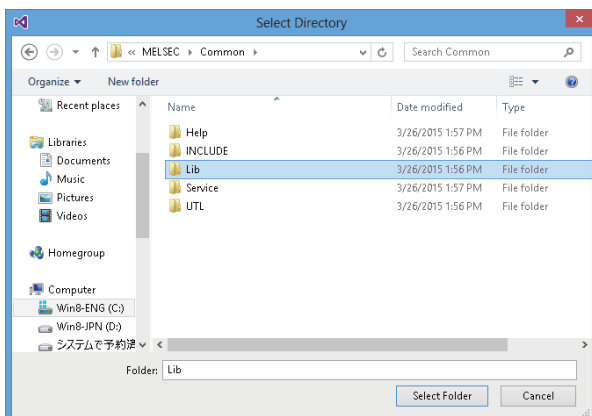 Select Directory
« MELSEC Common Search Common
Organize New folder
Recent places
Libraries
Documents
Music
Pictures
Videos
Homegroup
Computer
Win8-ENG (C:)
Win8-JPN (D:)
システムで予約済
Name Date modified Type
Help 3/26/2015 1:57 PM File folder
INCLUDE 3/26/2015 1:56 PM File folder
Lib 3/26/2015 1:56 PM File folder
Service 3/26/2015 1:57 PM File folder
UTL 3/26/2015 1:56 PM File folder
Folder: Lib
Select Folder Cancel